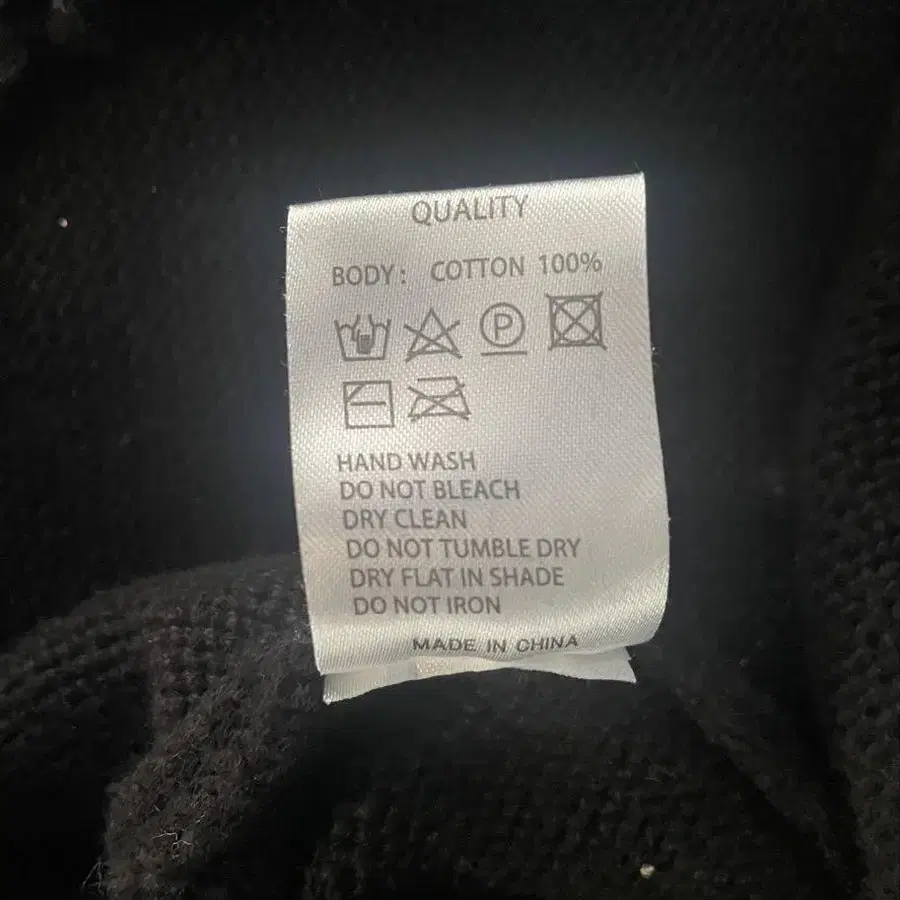 QUALITY
BODY: COTTON 100%
P
HAND WASH
DO NOT BLEACH
DRY CLEAN
DO NOT TUMBLE DRY
DRY FLAT IN SHADE
DO NOT IRON
MADE IN CHINA